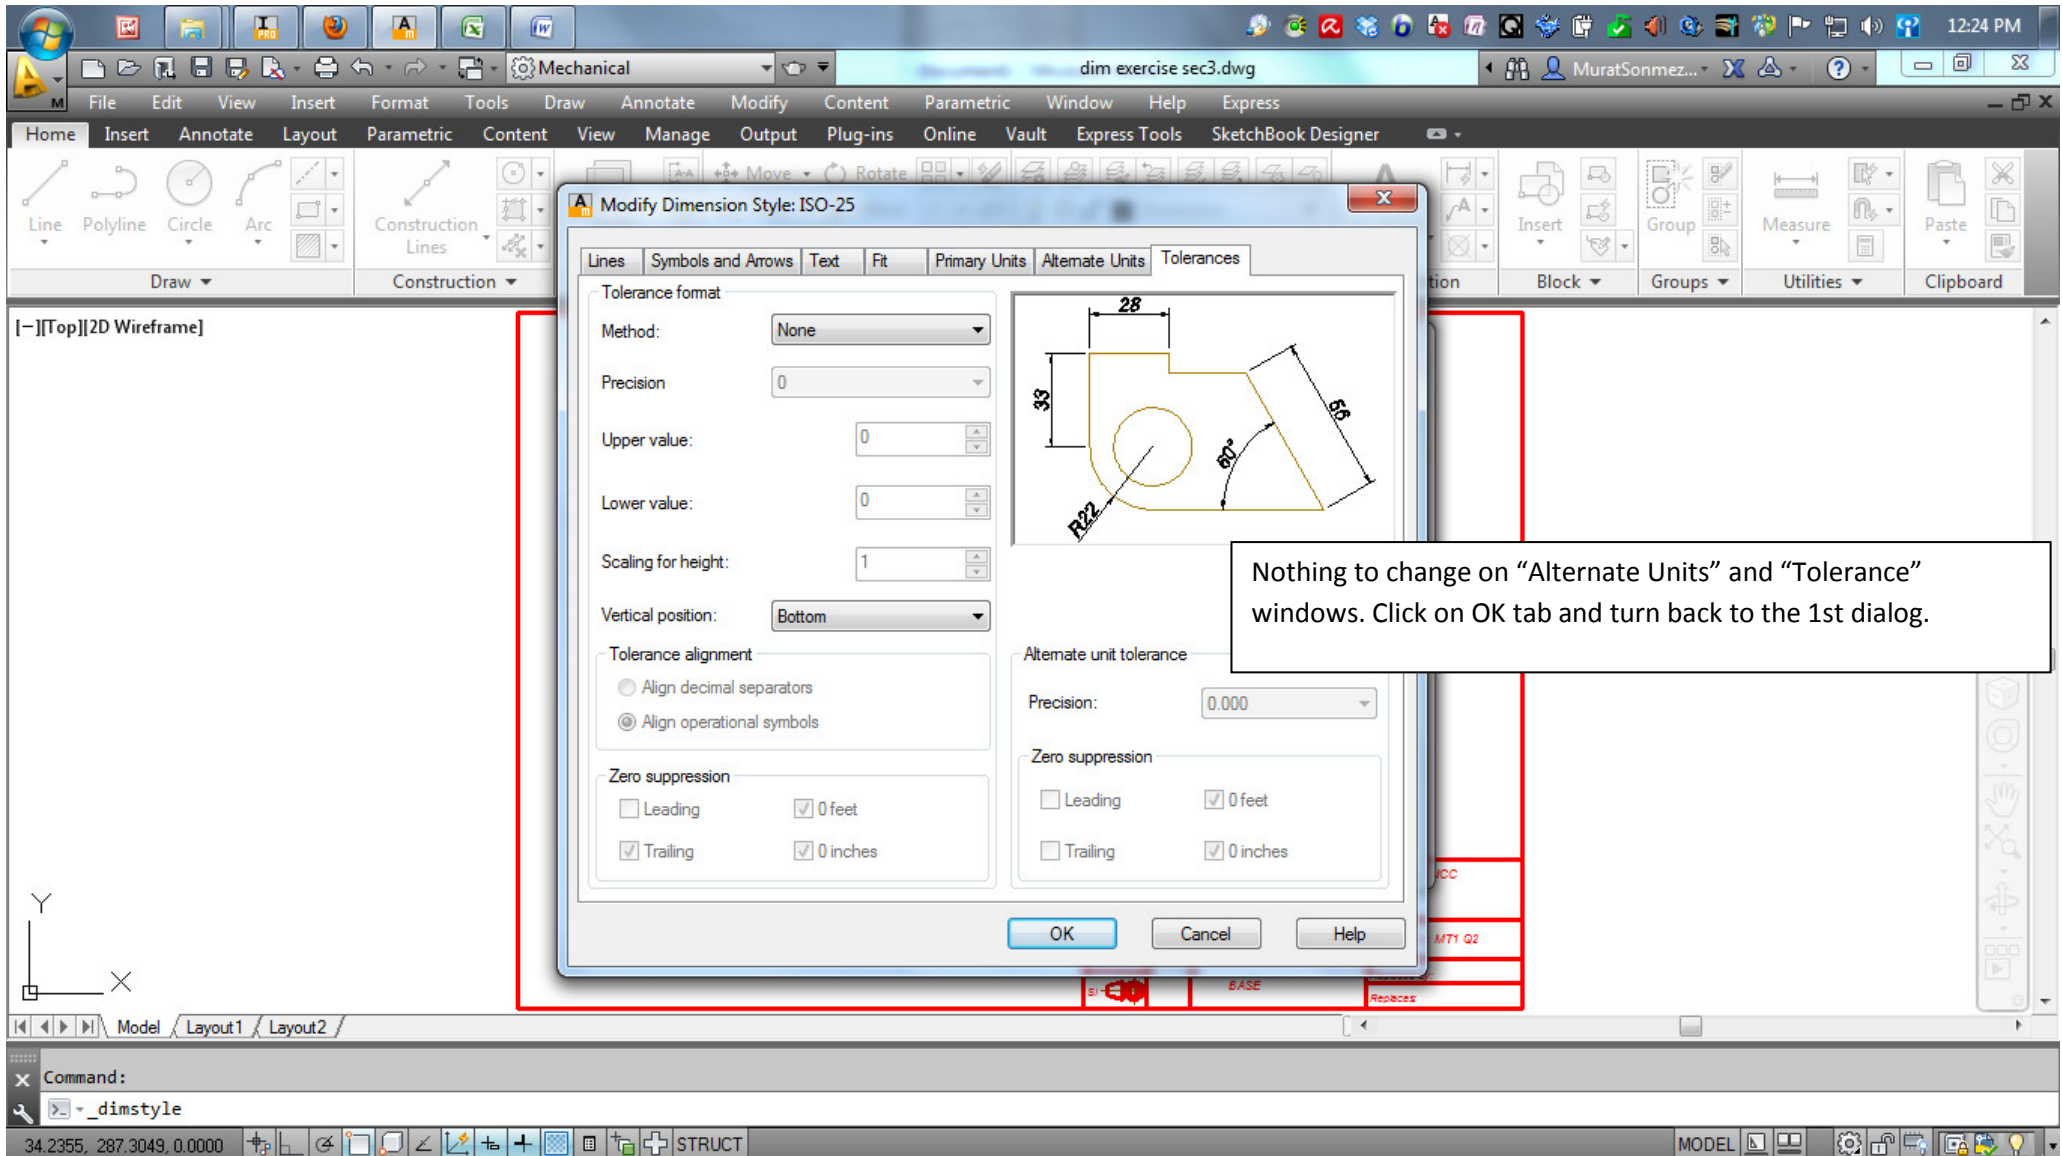 12:24 PM
Mechanical
dim exercise sec3.dwg
MuratSonmez...
File Edit View Insert Format Tools Draw Annotate Modify Content Parametric Window Help Express
Home Insert Annotate Layout Parametric Content View Manage Output Plug-ins Online Vault Express Tools SketchBook Designer
Move Rotate
Line Polyline Circle Arc
Construction
Lines
Insert
Group
Measure
Paste
Draw
Construction
tion
Block
Groups
Utilities
Clipboard
[−][Top][2D Wireframe]
Modify Dimension Style: ISO-25
Lines Symbols and Arrows Text Fit Primary Units Alternate Units Tolerances
Tolerance format
Method: None
Precision 0
Upper value: 0
Lower value: 0
Scaling for height: 1
Vertical position: Bottom
Tolerance alignment
Align decimal separators
Align operational symbols
Zero suppression
Leading 0 feet
Trailing 0 inches
28
33
66
60°
R22
Alternate unit tolerance
Precision: 0.000
Zero suppression
Leading 0 feet
Trailing 0 inches
OK Cancel Help
Nothing to change on “Alternate Units” and “Tolerance”
windows. Click on OK tab and turn back to the 1st dialog.
MT1 Q2
BASE
Replaces:
Y
X
Model Layout1 Layout2
Command:
_dimstyle
34.2355, 287.3049, 0.0000
STRUCT
MODEL